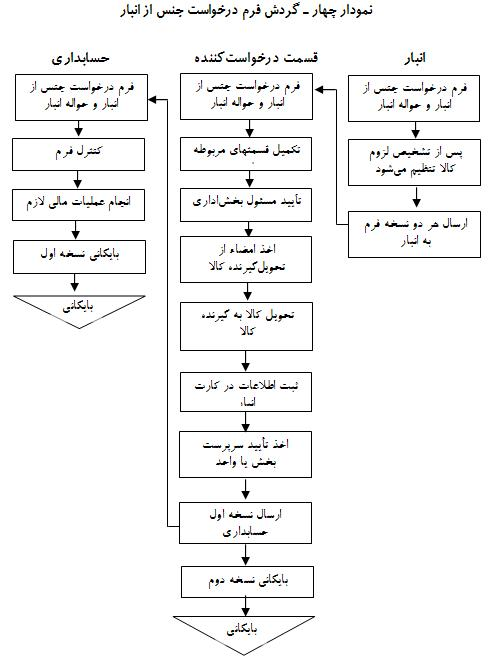 نمودار چهار ـ گردش فرم درخواست جنس از انبار
انبار
فرم درخواست جنس از
انبار و حواله انبار
پس از تشخیص لزوم
کالا تنظیم می‌شود
ارسال هر دو نسخه فرم
به انبار
قسمت درخواست‌کننده
فرم درخواست جنس از
انبار و حواله انبار
تکمیل قسمتهای مربوطه
تأیید مسئول بخش‌اداری
اخذ امضاء از
تحویل‌گیرنده کالا
تحویل کالا به گیرنده
کالا
ثبت اطلاعات در کارت
انبار
اخذ تأیید سرپرست
بخش یا واحد
ارسال نسخه اول
حسابداری
بایگانی نسخه دوم
بایگانی
حسابداری
فرم درخواست جنس از
انبار و حواله انبار
کنترل فرم
انجام عملیات مالی لازم
بایگانی نسخه اول
بایگانی